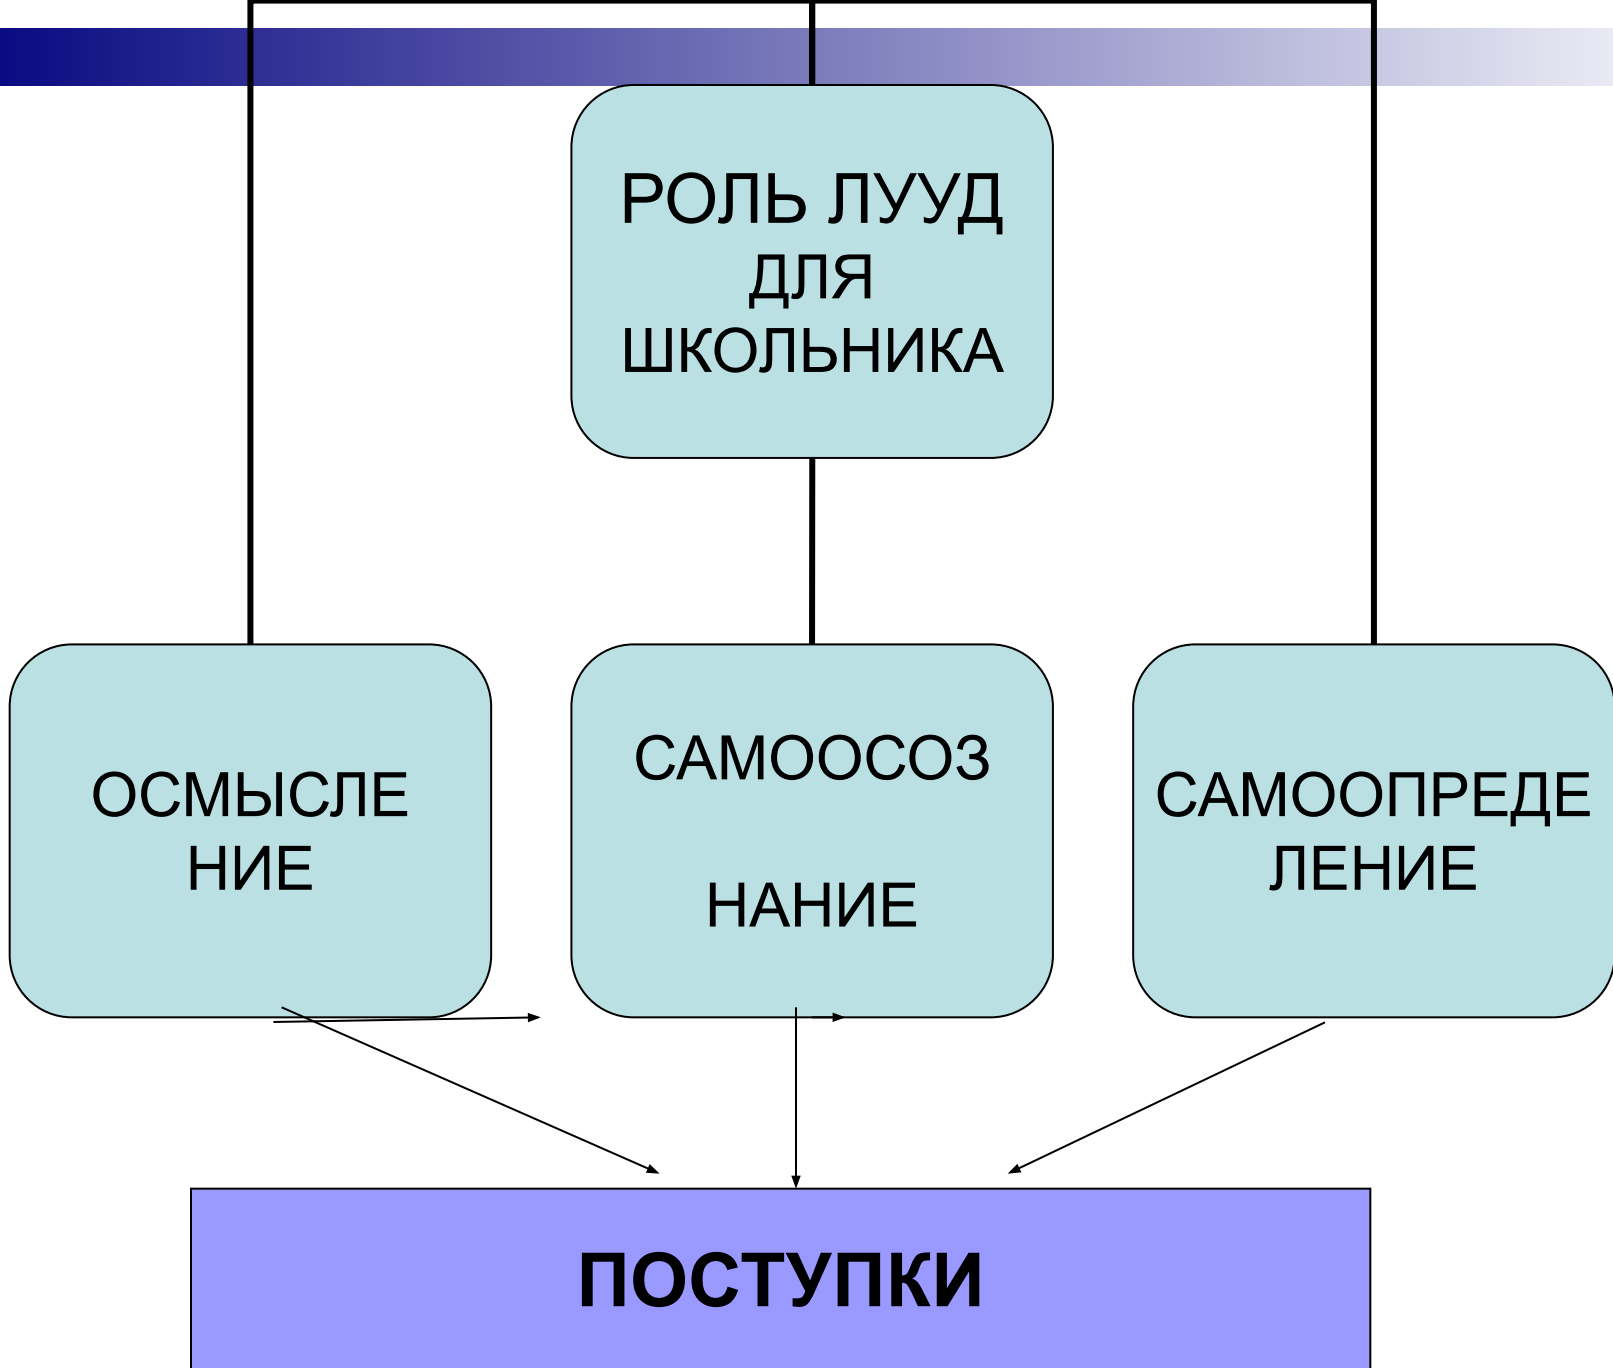 РОЛЬ ЛУУД
ДЛЯ
ШКОЛЬНИКА
ОСМЫСЛЕ
НИЕ
САМООСОЗ
НАНИЕ
САМООПРЕДЕ
ЛЕНИЕ
ПОСТУПКИ